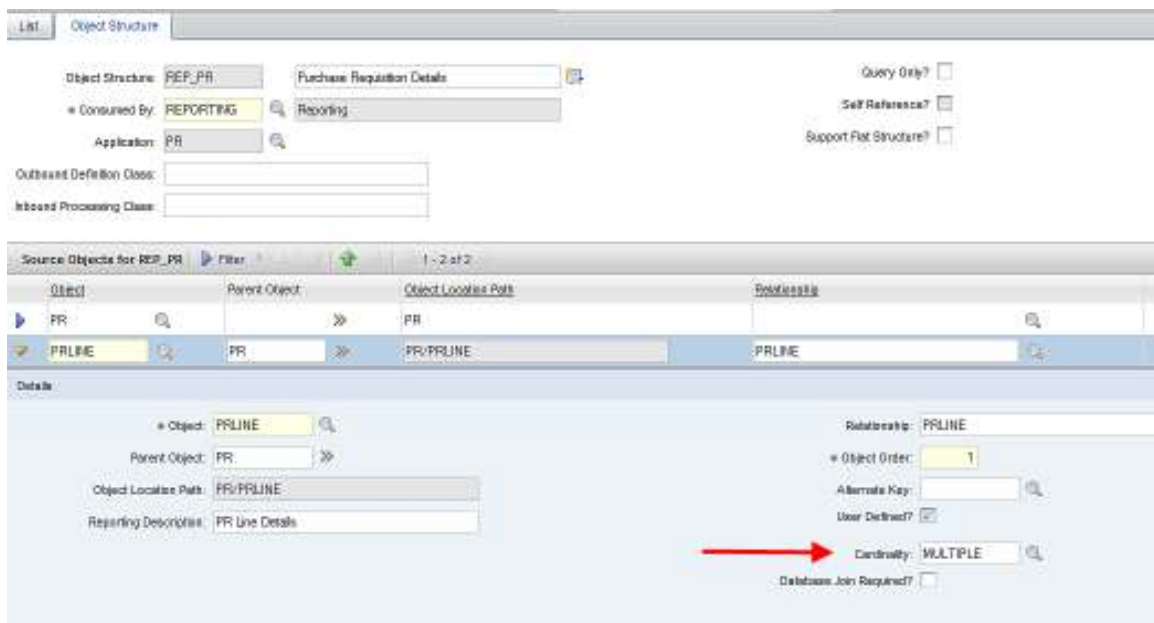 List Object Structure
Object Structure: REP_PR Purchase Requisition Details Query Only?
* Consumed By: REPORTING Reporting Self Reference?
Application: PR Support Flat Structure?
Outbound Definition Class:
Inbound Processing Class:
Source Objects for REP_PR Filter 1 - 2 of 2
Object Parent Object Object Location Path Relationship
PR PR
PRLINE PR PR/PRLINE PRLINE
Details
* Object: PRLINE Relationship: PRLINE
Parent Object: PR * Object Order: 1
Object Location Path: PR/PRLINE Alternate Key:
Reporting Description: PR Line Details User Defined?
Cardinality: MULTIPLE
Database Join Required?